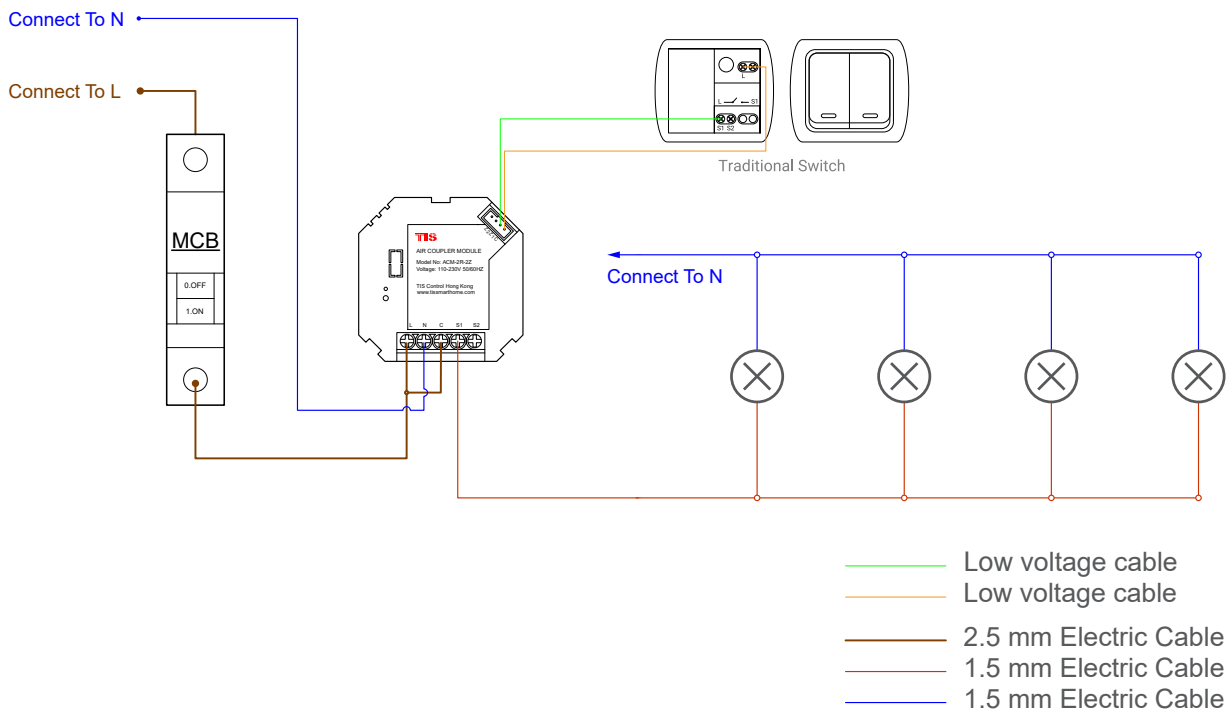 Connect To N
Connect To L
MCB
0.OFF
1.ON
L
L S1
S1 S2
Traditional Switch
TIS
AIR COUPLER MODULE
Model No: ACM-2R-2Z
Voltage: 110-230V 50/60HZ
TIS Control Hong Kong
www.tissmarthome.com
L N C S1 S2
Connect To N
Low voltage cable
Low voltage cable
2.5 mm Electric Cable
1.5 mm Electric Cable
1.5 mm Electric Cable